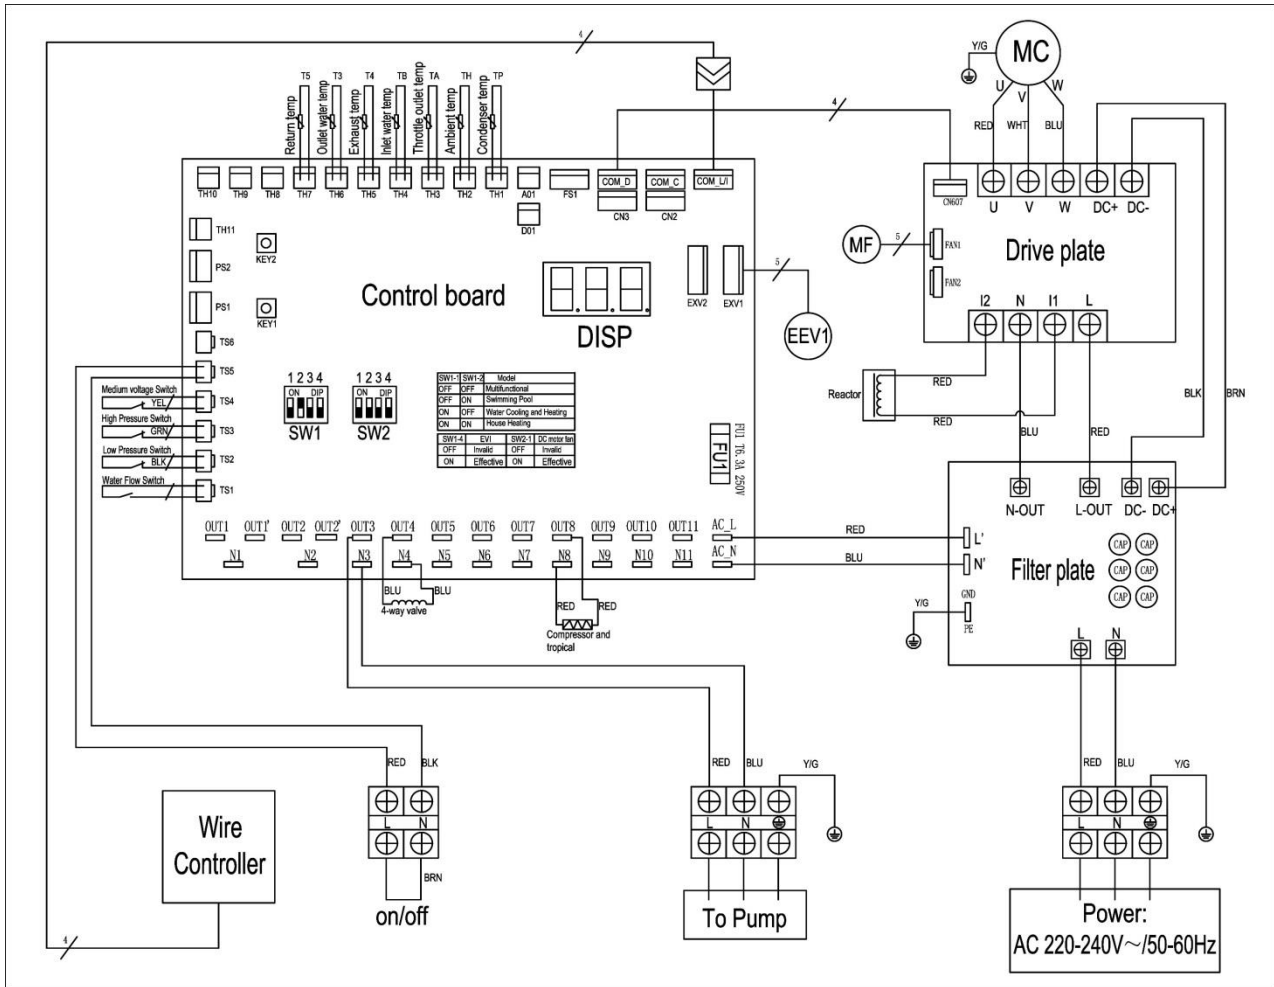 4
Y/G
MC
U
V
W
RED
WHT
BLU
T5
T3
T4
TB
TA
TH
TP
Return temp
Outlet water temp
Exhaust temp
Inlet water temp
Throttle outlet temp
Ambient temp
Condenser temp
4
TH10
TH9
TH8
TH7
TH6
TH5
TH4
TH3
TH2
TH1
A01
FS1
COM_D
COM_C
COM_L/I
CN3
CN2
D01
CN607
U
V
W
DC+
DC-
TH11
PS2
PS1
TS6
TS5
TS4
TS3
TS2
TS1
KEY2
KEY1
Control board
DISP
EXV2
EXV1
5
EEV1
MF
5
FAN1
FAN2
Drive plate
I2
N
I1
L
Reactor
RED
RED
BLU
RED
BLK
BRN
Medium voltage Switch
YEL
High Pressure Switch
GRN
Low Pressure Switch
BLK
Water Flow Switch
1 2 3 4
ON DIP
SW1
1 2 3 4
ON DIP
SW2
SW1-1 SW1-2 Model
OFF OFF Multifunctional
OFF ON Swimming Pool
ON OFF Water Cooling and Heating
ON ON House Heating
SW1-4 EVI SW2-1 DC motor fan
OFF Invalid OFF Invalid
ON Effective ON Effective
FU1
FU1 T6.3A 250V
N-OUT
L-OUT
DC-
DC+
OUT1
OUT1'
OUT2
OUT2'
OUT3
OUT4
OUT5
OUT6
OUT7
OUT8
OUT9
OUT10
OUT11
AC_L
N1
N2
N3
N4
N5
N6
N7
N8
N9
N10
N11
AC_N
RED
BLU
L'
N'
Filter plate
CAP
CAP
CAP
CAP
CAP
CAP
GND
PE
Y/G
L
N
BLU
BLU
4-way valve
RED
RED
Compressor and
tropical
RED
BLK
L
N
BRN
on/off
RED
BLU
Y/G
L
N
To Pump
RED
BLU
Y/G
L
N
Power:
AC 220-240V～/50-60Hz
Wire
Controller
4